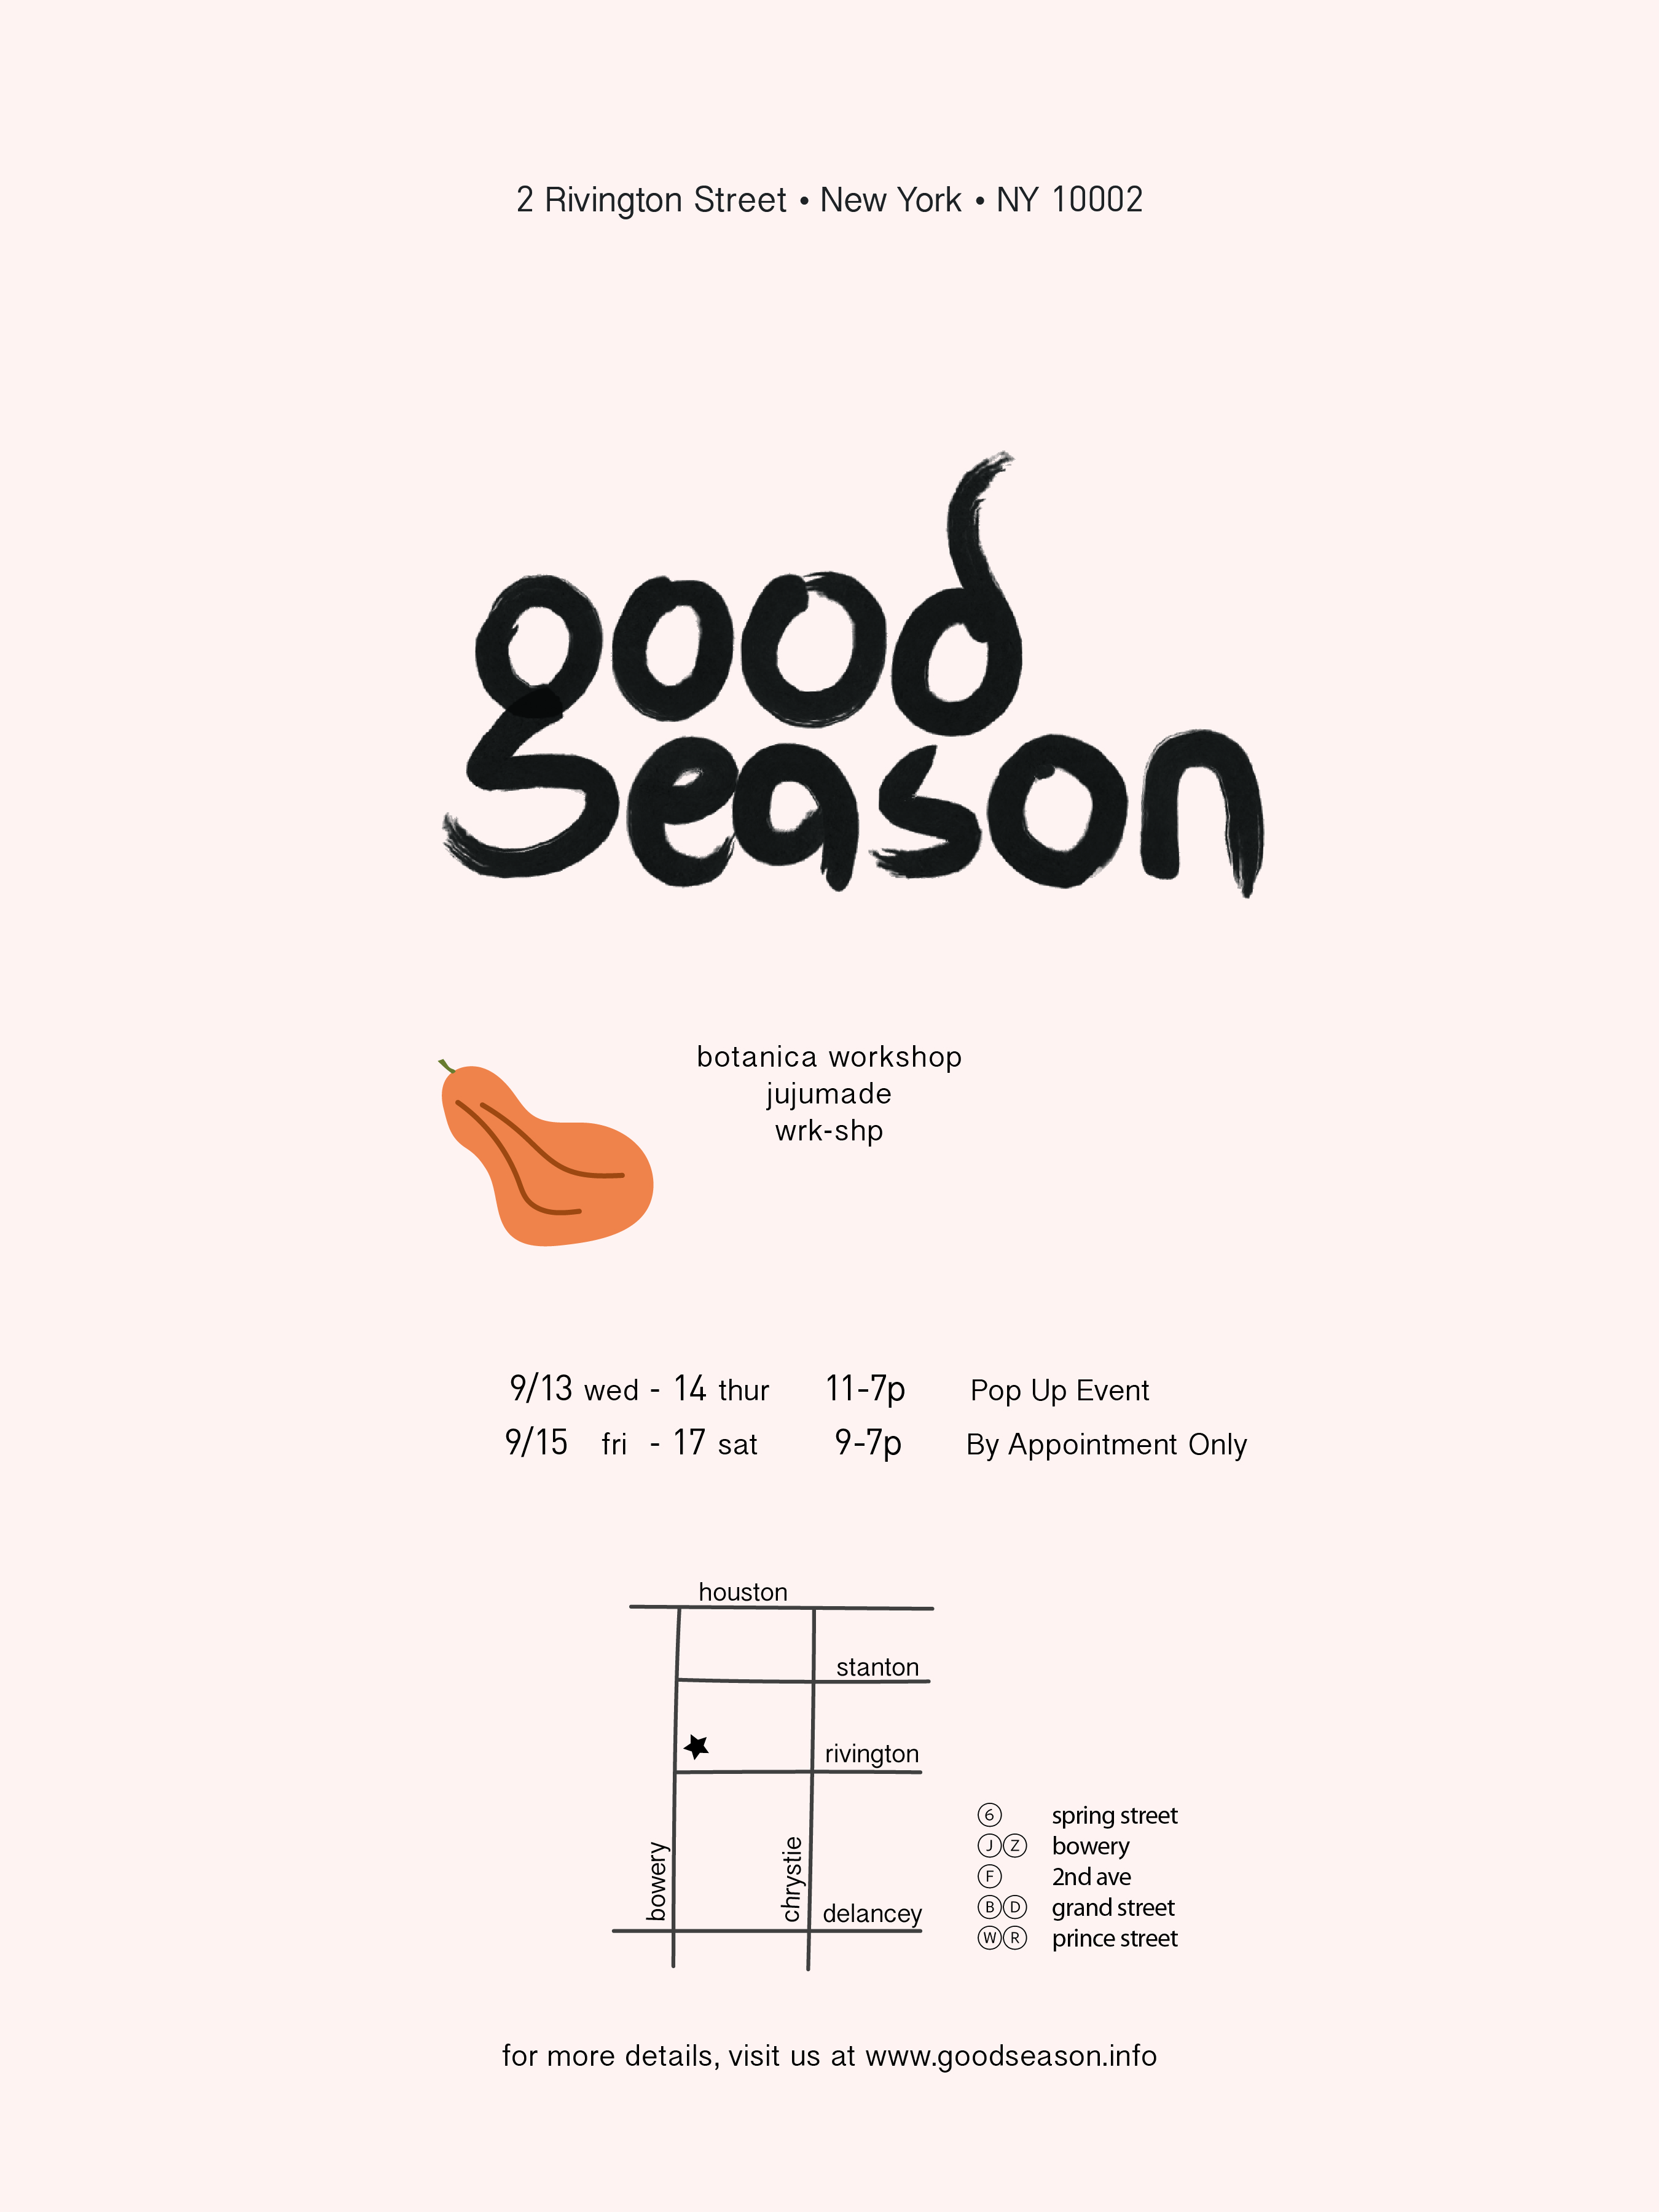 2 Rivington Street • New York • NY 10002
good
season
botanica workshop
jujumade
wrk-shp
9/13 wed - 14 thur 11-7p Pop Up Event
9/15 fri - 17 sat 9-7p By Appointment Only
houston
stanton
rivington
bowery
chrystie
delancey
6 spring street
J Z bowery
F 2nd ave
B D grand street
W R prince street
for more details, visit us at www.goodseason.info